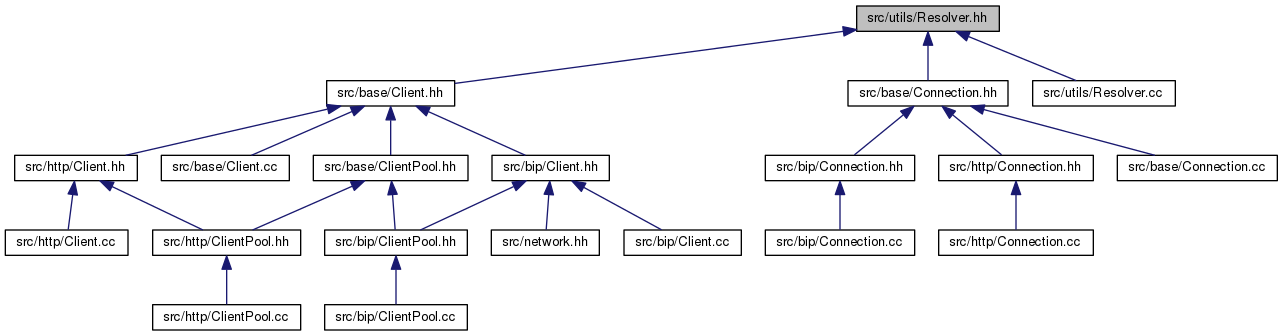 src/utils/Resolver.hh
src/base/Client.hh
src/base/Connection.hh
src/utils/Resolver.cc
src/http/Client.hh
src/base/Client.cc
src/base/ClientPool.hh
src/bip/Client.hh
src/bip/Connection.hh
src/http/Connection.hh
src/base/Connection.cc
src/http/Client.cc
src/http/ClientPool.hh
src/bip/ClientPool.hh
src/network.hh
src/bip/Client.cc
src/bip/Connection.cc
src/http/Connection.cc
src/http/ClientPool.cc
src/bip/ClientPool.cc